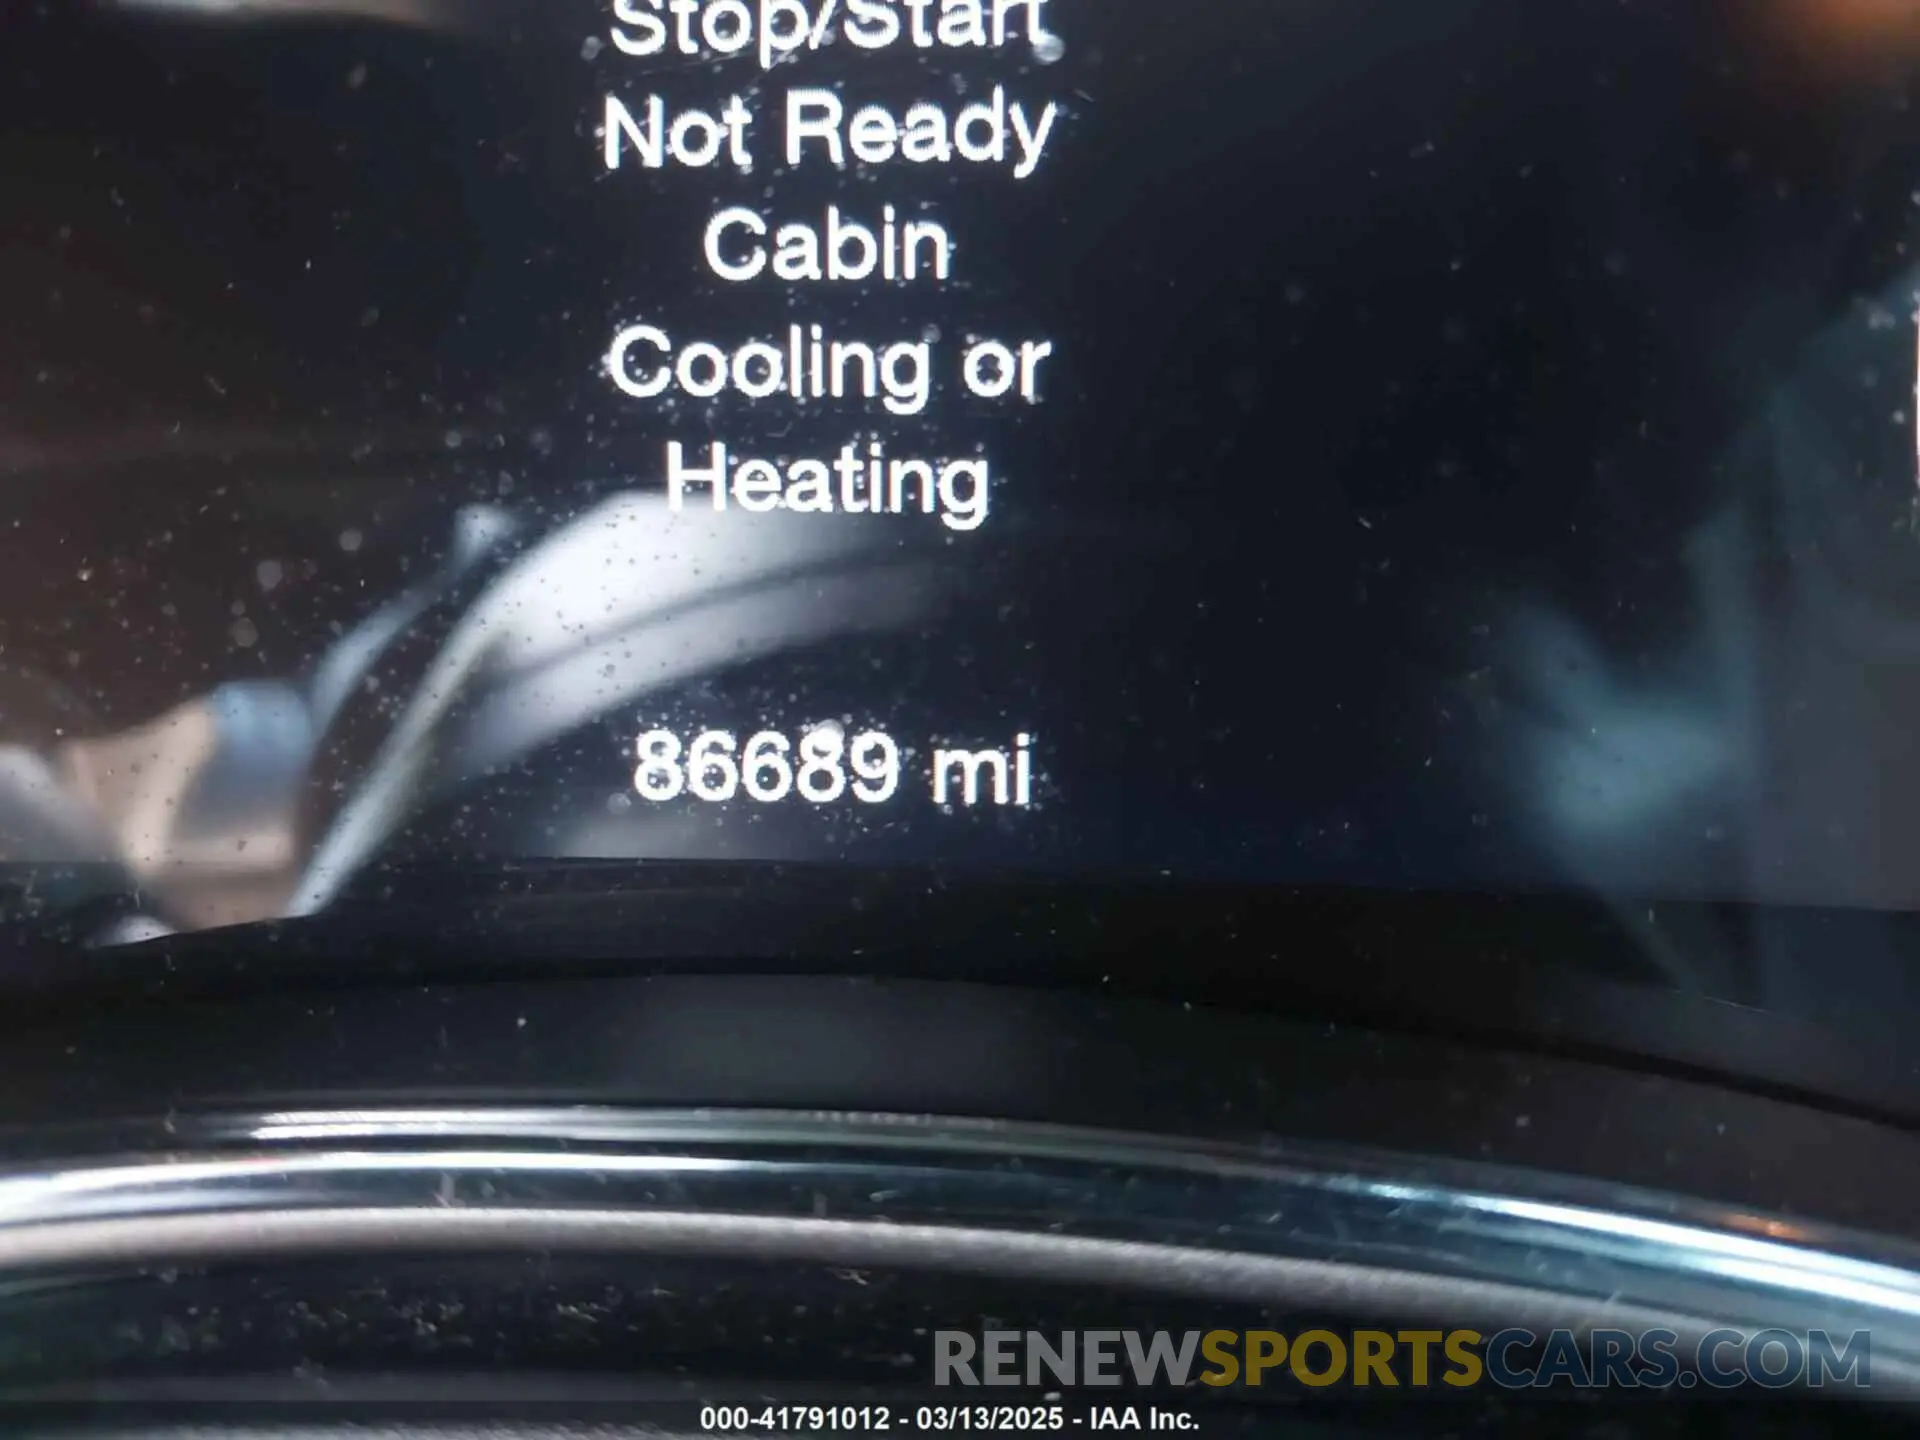 Stop/Start
Not Ready
Cabin
Cooling or
Heating
86689 mi
RENEWSPORTSCARS.COM
000-41791012 - 03/13/2025 - IAA Inc.